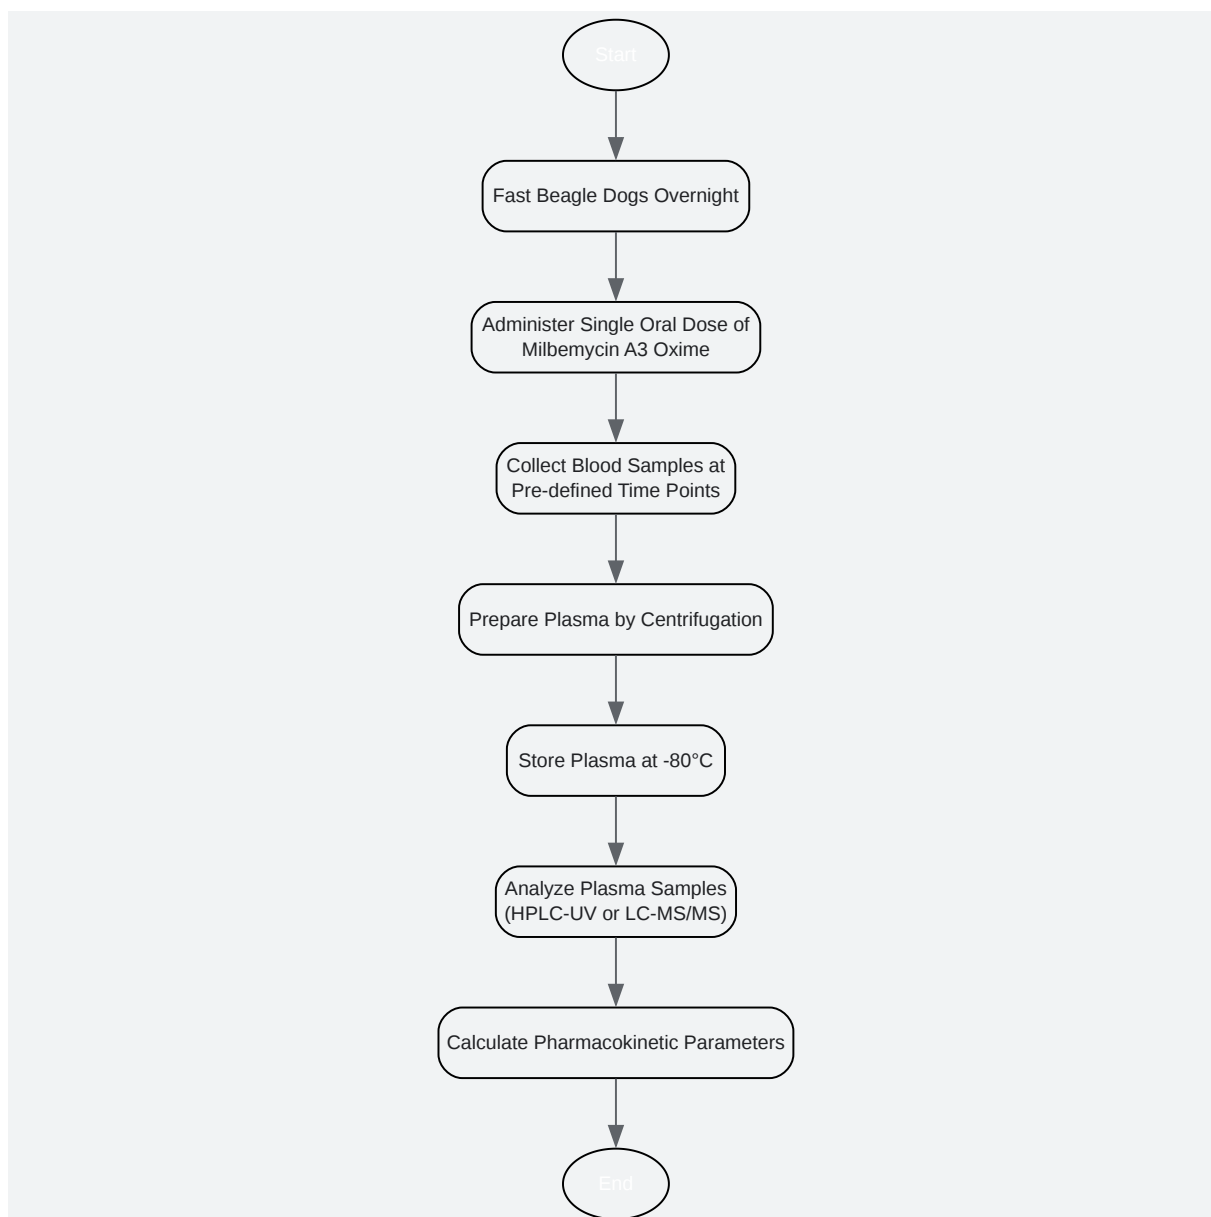 Start
Fast Beagle Dogs Overnight
Administer Single Oral Dose of
Milbemycin A3 Oxime
Collect Blood Samples at
Pre-defined Time Points
Prepare Plasma by Centrifugation
Store Plasma at -80°C
Analyze Plasma Samples
(HPLC-UV or LC-MS/MS)
Calculate Pharmacokinetic Parameters
End